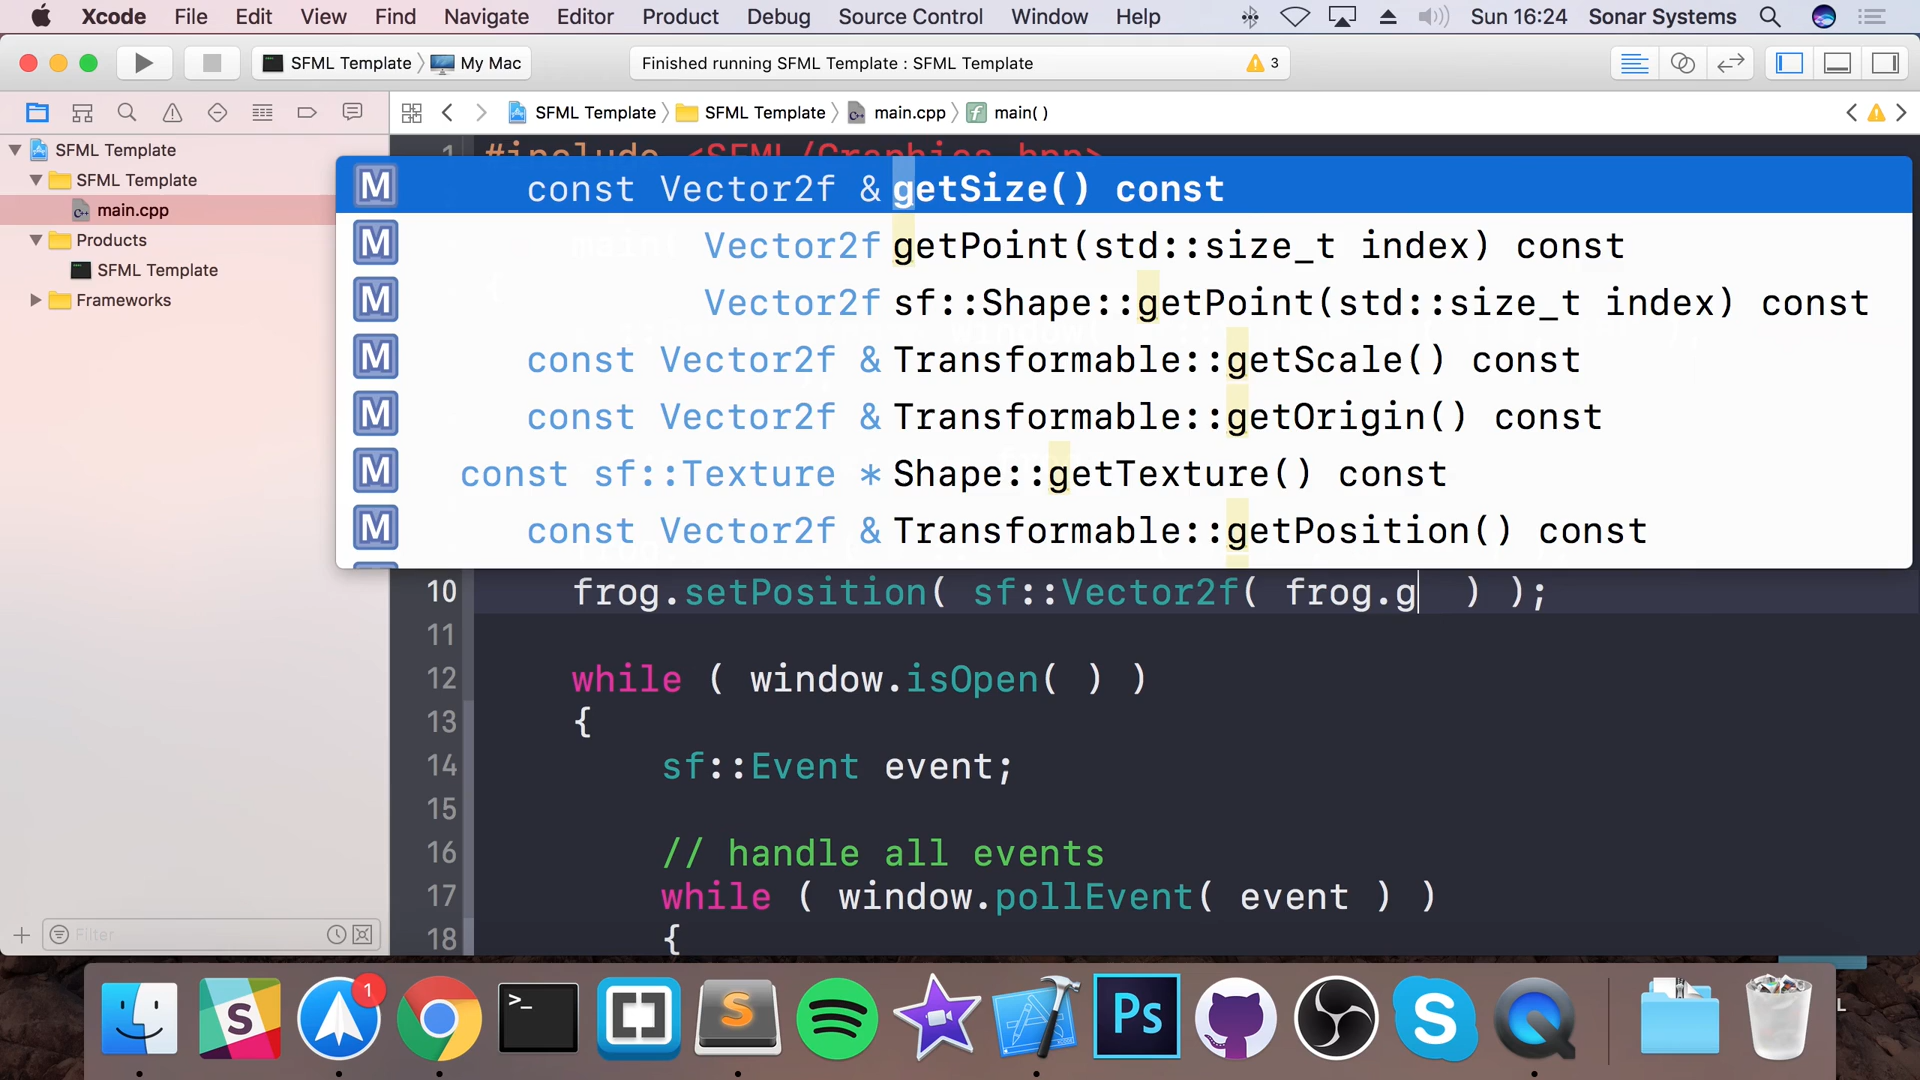 Xcode File Edit View Find Navigate Editor Product Debug Source Control Window Help Sun 16:24 Sonar Systems
SFML Template My Mac Finished running SFML Template : SFML Template 3
SFML Template SFML Template main.cpp main( )
SFML Template
SFML Template
main.cpp
Products
SFML Template
Frameworks
1 #include <SFML/Graphics.hpp>
const Vector2f & getSize() const
Vector2f getPoint(std::size_t index) const
Vector2f sf::Shape::getPoint(std::size_t index) const
const Vector2f & Transformable::getScale() const
const Vector2f & Transformable::getOrigin() const
const sf::Texture * Shape::getTexture() const
const Vector2f & Transformable::getPosition() const
M
M
M
M
M
M
M
10 frog.setPosition( sf::Vector2f( frog.g ) );
11
12 while ( window.isOpen( ) )
13 {
14 sf::Event event;
15
16 // handle all events
17 while ( window.pollEvent( event ) )
18 {
Filter
1
S
>_
S
Ps
S